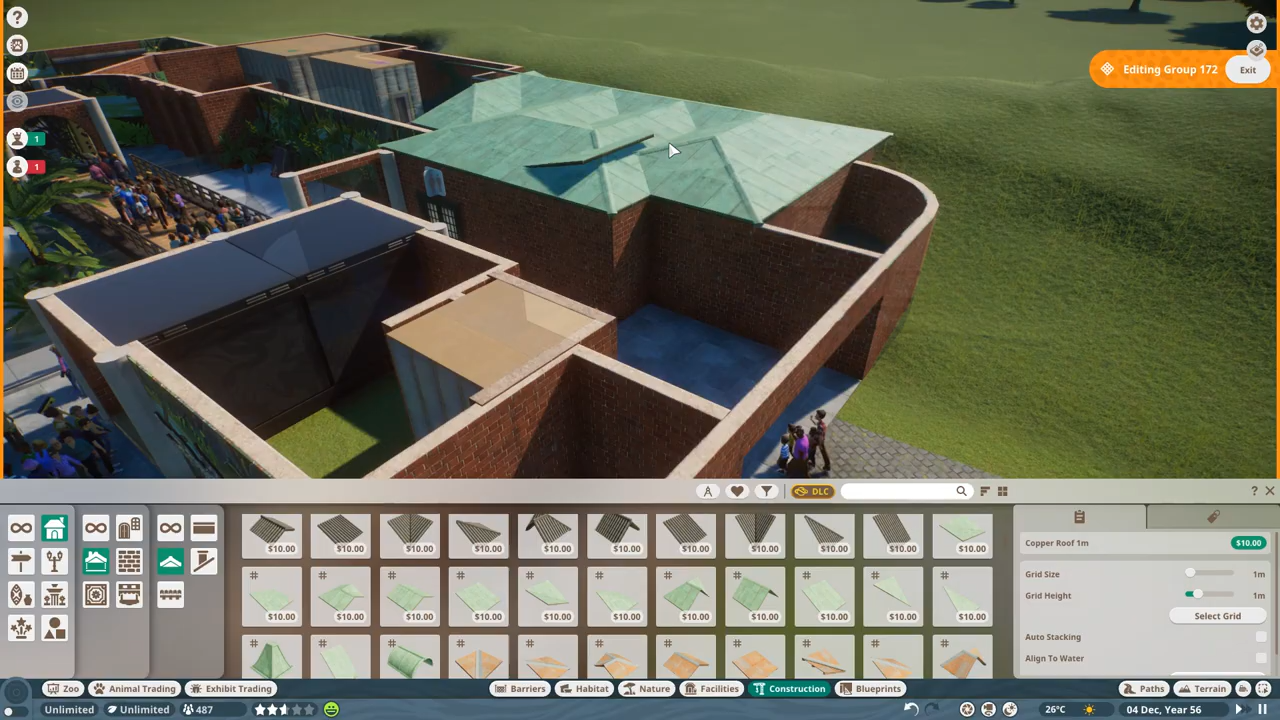 ?
1
1
Editing Group 172
Exit
DLC
?
$10.00 $10.00 $10.00 $10.00 $10.00 $10.00 $10.00 $10.00 $10.00 $10.00 $10.00
$10.00 $10.00 $10.00 $10.00 $10.00 $10.00 $10.00 $10.00 $10.00 $10.00 $10.00
Copper Roof 1m
$10.00
Grid Size
1m
Grid Height
1m
Select Grid
Auto Stacking
Align To Water
Zoo
Animal Trading
Exhibit Trading
Barriers
Habitat
Nature
Facilities
Construction
Blueprints
Paths
Terrain
Unlimited
Unlimited
487
26°C
04 Dec, Year 56